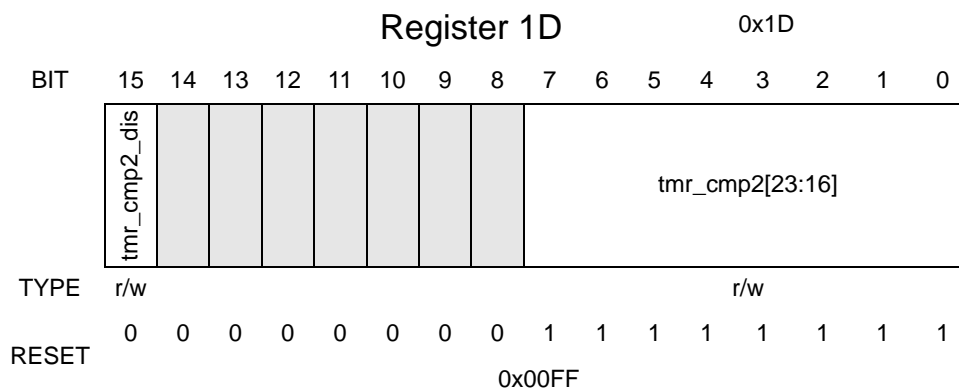 Register 1D 0x1D
BIT 15 14 13 12 11 10 9 8 7 6 5 4 3 2 1 0
tmr_cmp2_dis
tmr_cmp2[23:16]
TYPE r/w r/w
0 0 0 0 0 0 0 0 1 1 1 1 1 1 1 1
RESET
0x00FF